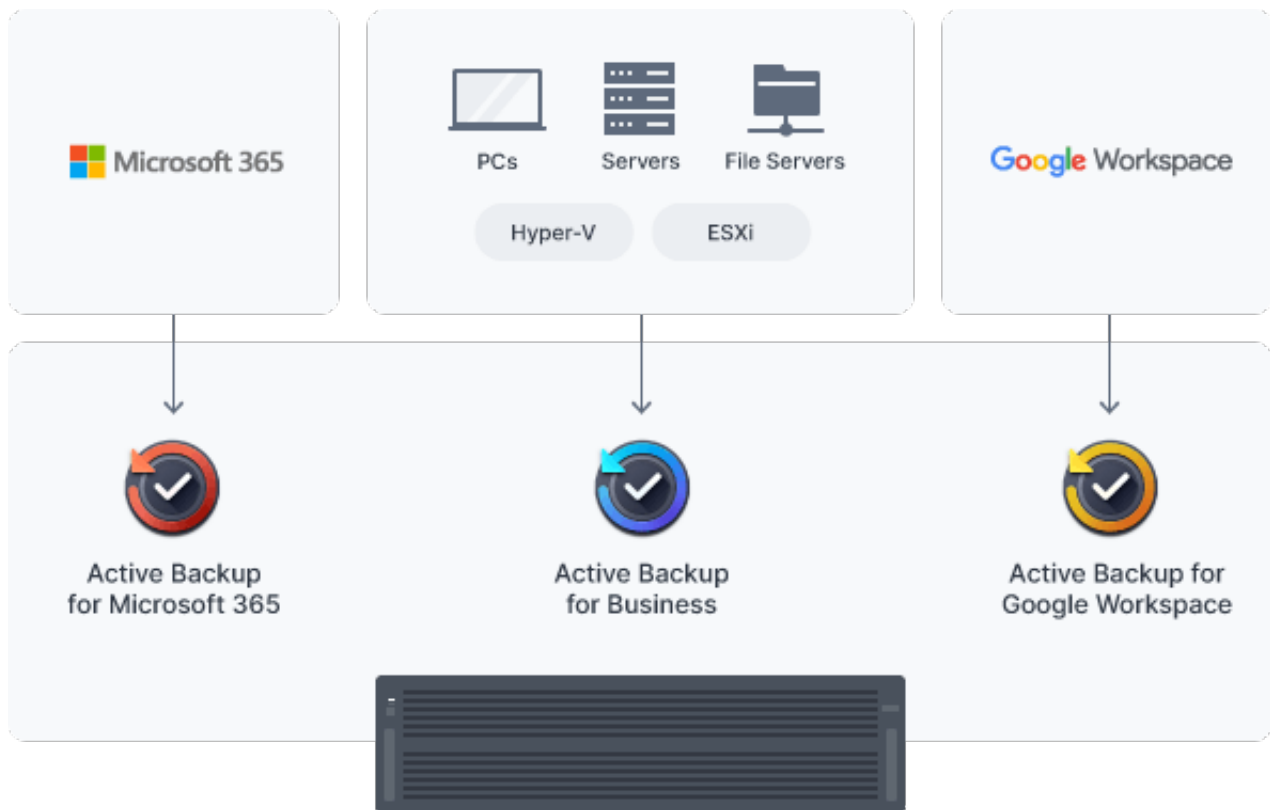 Microsoft 365
PCs
Servers
File Servers
Hyper-V
ESXi
Google Workspace
Active Backup
for Microsoft 365
Active Backup
for Business
Active Backup for
Google Workspace